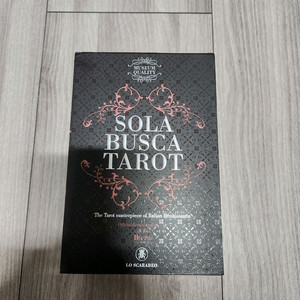 MUSEUM
QUALITY
SOLA
BUSCA
TAROT
The Tarot masterpiece of Italian Renaissance
LO SCARABEO